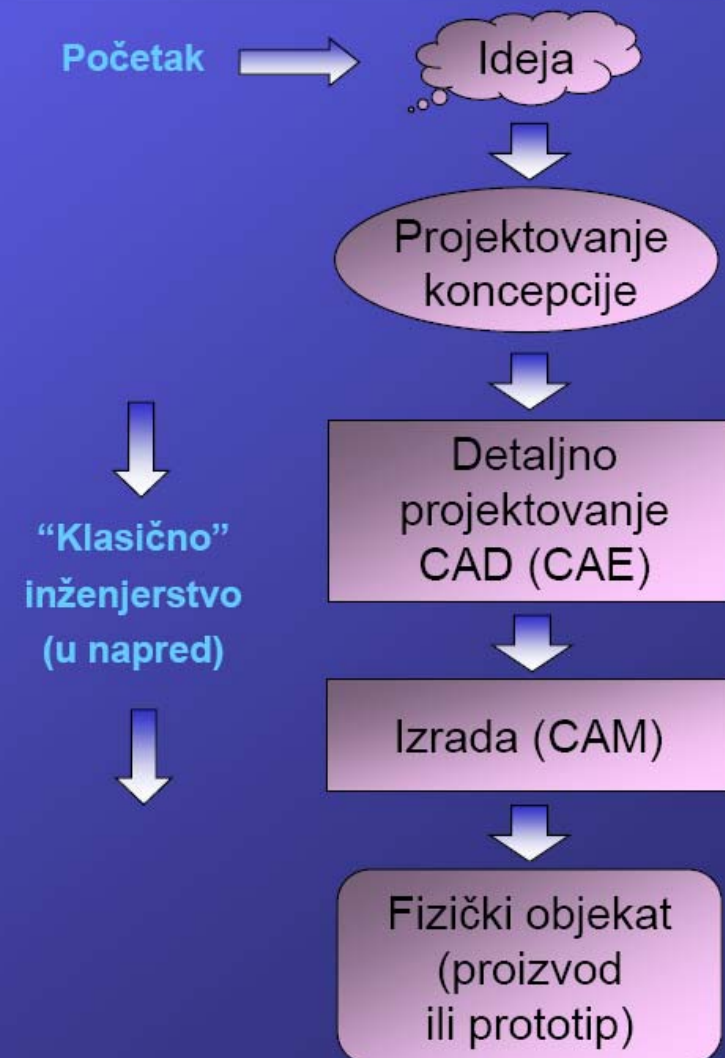 Početak
Ideja
Projektovanje
koncepcije
Detaljno
projektovanje
CAD (CAE)
“Klasično”
inženjerstvo
(u napred)
Izrada (CAM)
Fizički objekat
(proizvod
ili prototip)